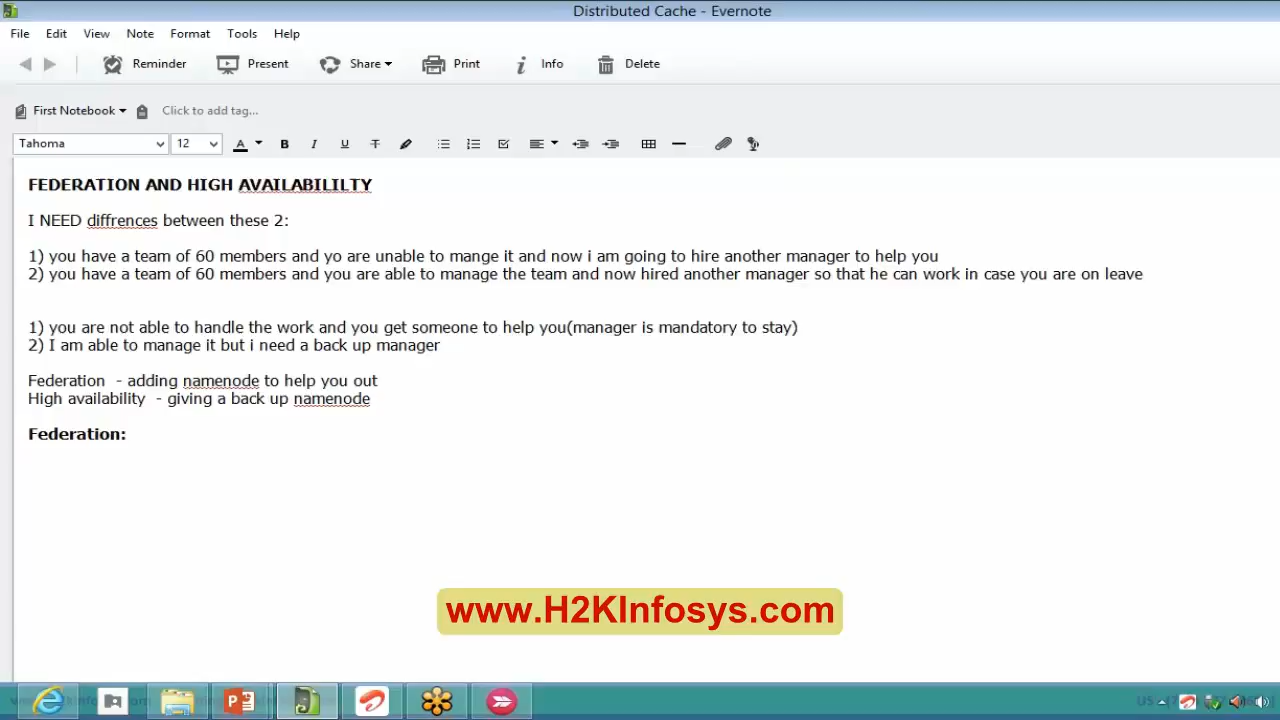 Distributed Cache - Evernote
File Edit View Note Format Tools Help
Reminder Present Share Print Info Delete
First Notebook Click to add tag...
Tahoma 12 A B I U T
FEDERATION AND HIGH AVAILABILILTY
I NEED diffrences between these 2:
1) you have a team of 60 members and yo are unable to mange it and now i am going to hire another manager to help you
2) you have a team of 60 members and you are able to manage the team and now hired another manager so that he can work in case you are on leave
1) you are not able to handle the work and you get someone to help you(manager is mandatory to stay)
2) I am able to manage it but i need a back up manager
Federation - adding namenode to help you out
High availability - giving a back up namenode
Federation:
www.H2KInfosys.com
US